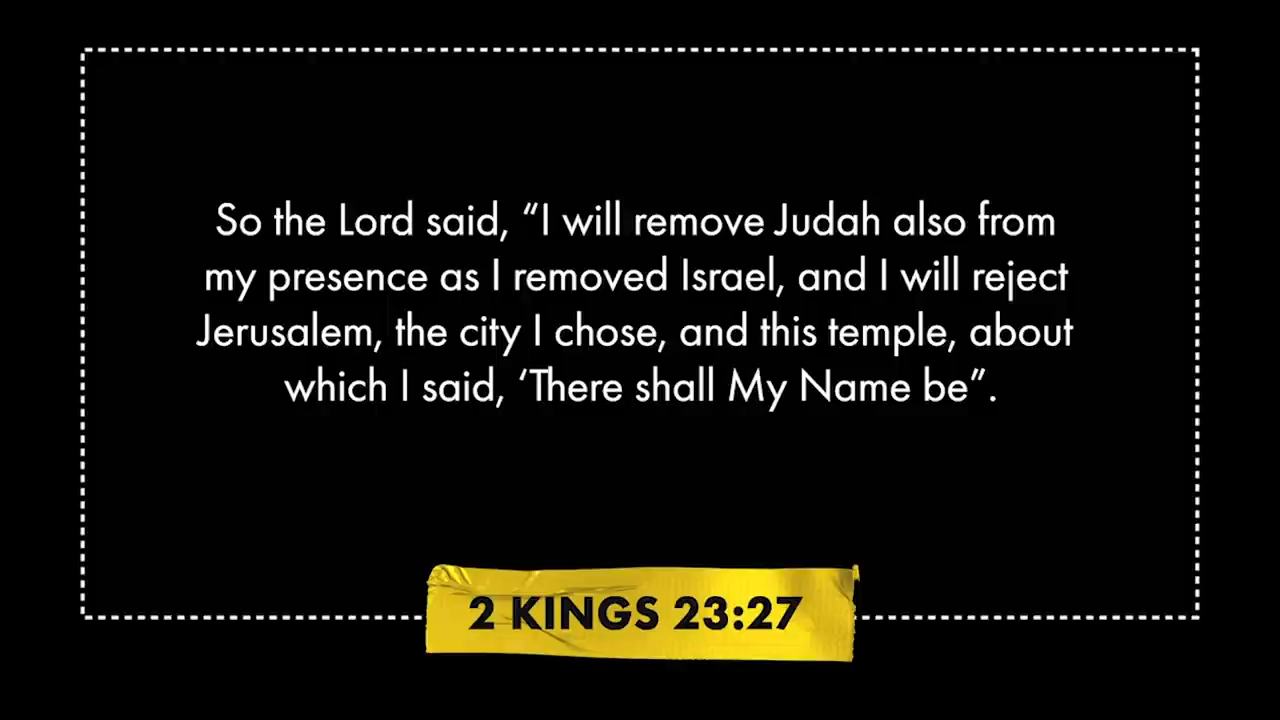 So the Lord said, “I will remove Judah also from
my presence as I removed Israel, and I will reject
Jerusalem, the city I chose, and this temple, about
which I said, ‘There shall My Name be”.
2 KINGS 23:27